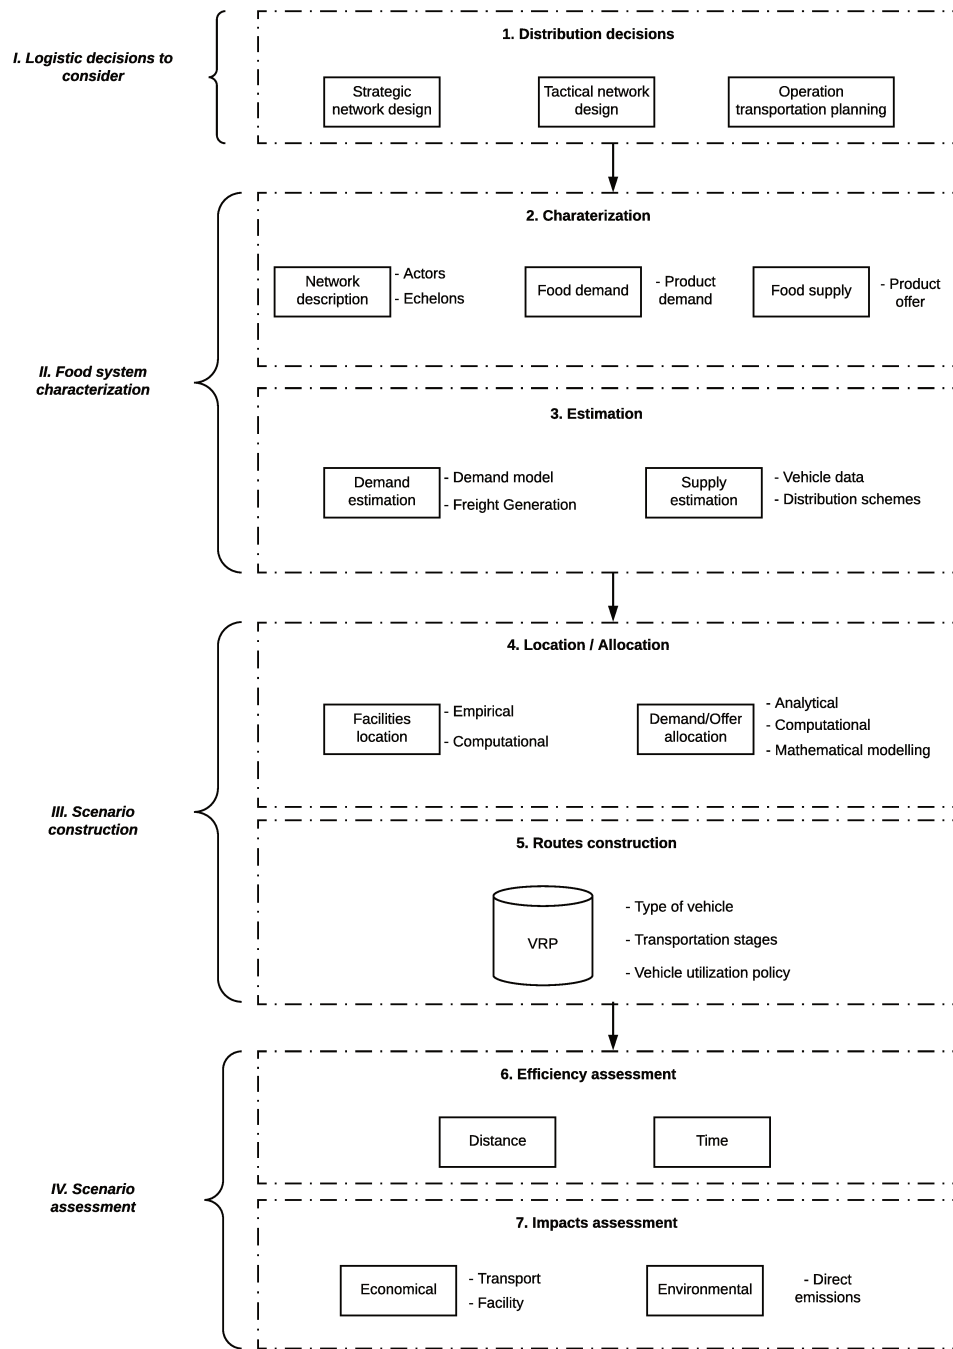 I. Logistic decisions to
consider
1. Distribution decisions
Strategic
network design
Tactical network
design
Operation
transportation planning
II. Food system
characterization
2. Charaterization
Network
description
- Actors
- Echelons
Food demand
- Product
demand
Food supply
- Product
offer
3. Estimation
Demand
estimation
- Demand model
- Freight Generation
Supply
estimation
- Vehicle data
- Distribution schemes
III. Scenario
construction
4. Location / Allocation
Facilities
location
- Empirical
- Computational
Demand/Offer
allocation
- Analytical
- Computational
- Mathematical modelling
5. Routes construction
VRP
- Type of vehicle
- Transportation stages
- Vehicle utilization policy
IV. Scenario
assessment
6. Efficiency assessment
Distance
Time
7. Impacts assessment
Economical
- Transport
- Facility
Environmental
- Direct
emissions